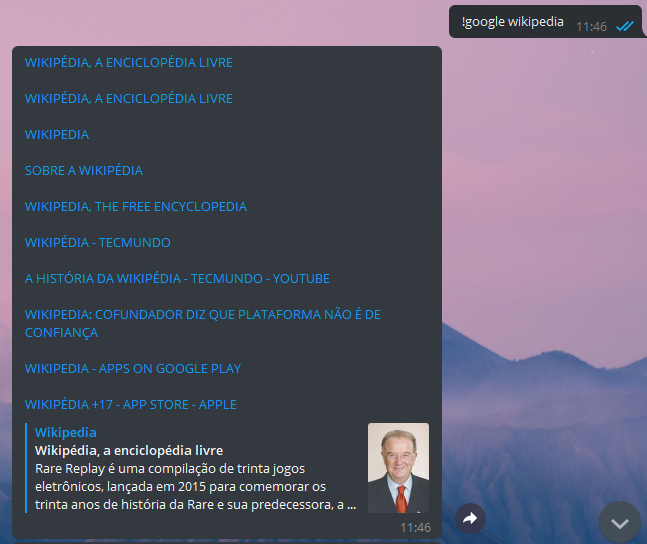 !google wikipedia 11:46
WIKIPÉDIA, A ENCICLOPÉDIA LIVRE
WIKIPÉDIA, A ENCICLOPÉDIA LIVRE
WIKIPEDIA
SOBRE A WIKIPÉDIA
WIKIPEDIA, THE FREE ENCYCLOPEDIA
WIKIPÉDIA - TECMUNDO
A HISTÓRIA DA WIKIPÉDIA - TECMUNDO - YOUTUBE
WIKIPEDIA: COFUNDADOR DIZ QUE PLATAFORMA NÃO É DE
CONFIANÇA
WIKIPEDIA - APPS ON GOOGLE PLAY
WIKIPÉDIA +17 - APP STORE - APPLE
Wikipedia
Wikipédia, a enciclopédia livre
Rare Replay é uma compilação de trinta jogos
eletrônicos, lançada em 2015 para comemorar os
trinta anos de história da Rare e sua predecessora, a ...
11:46